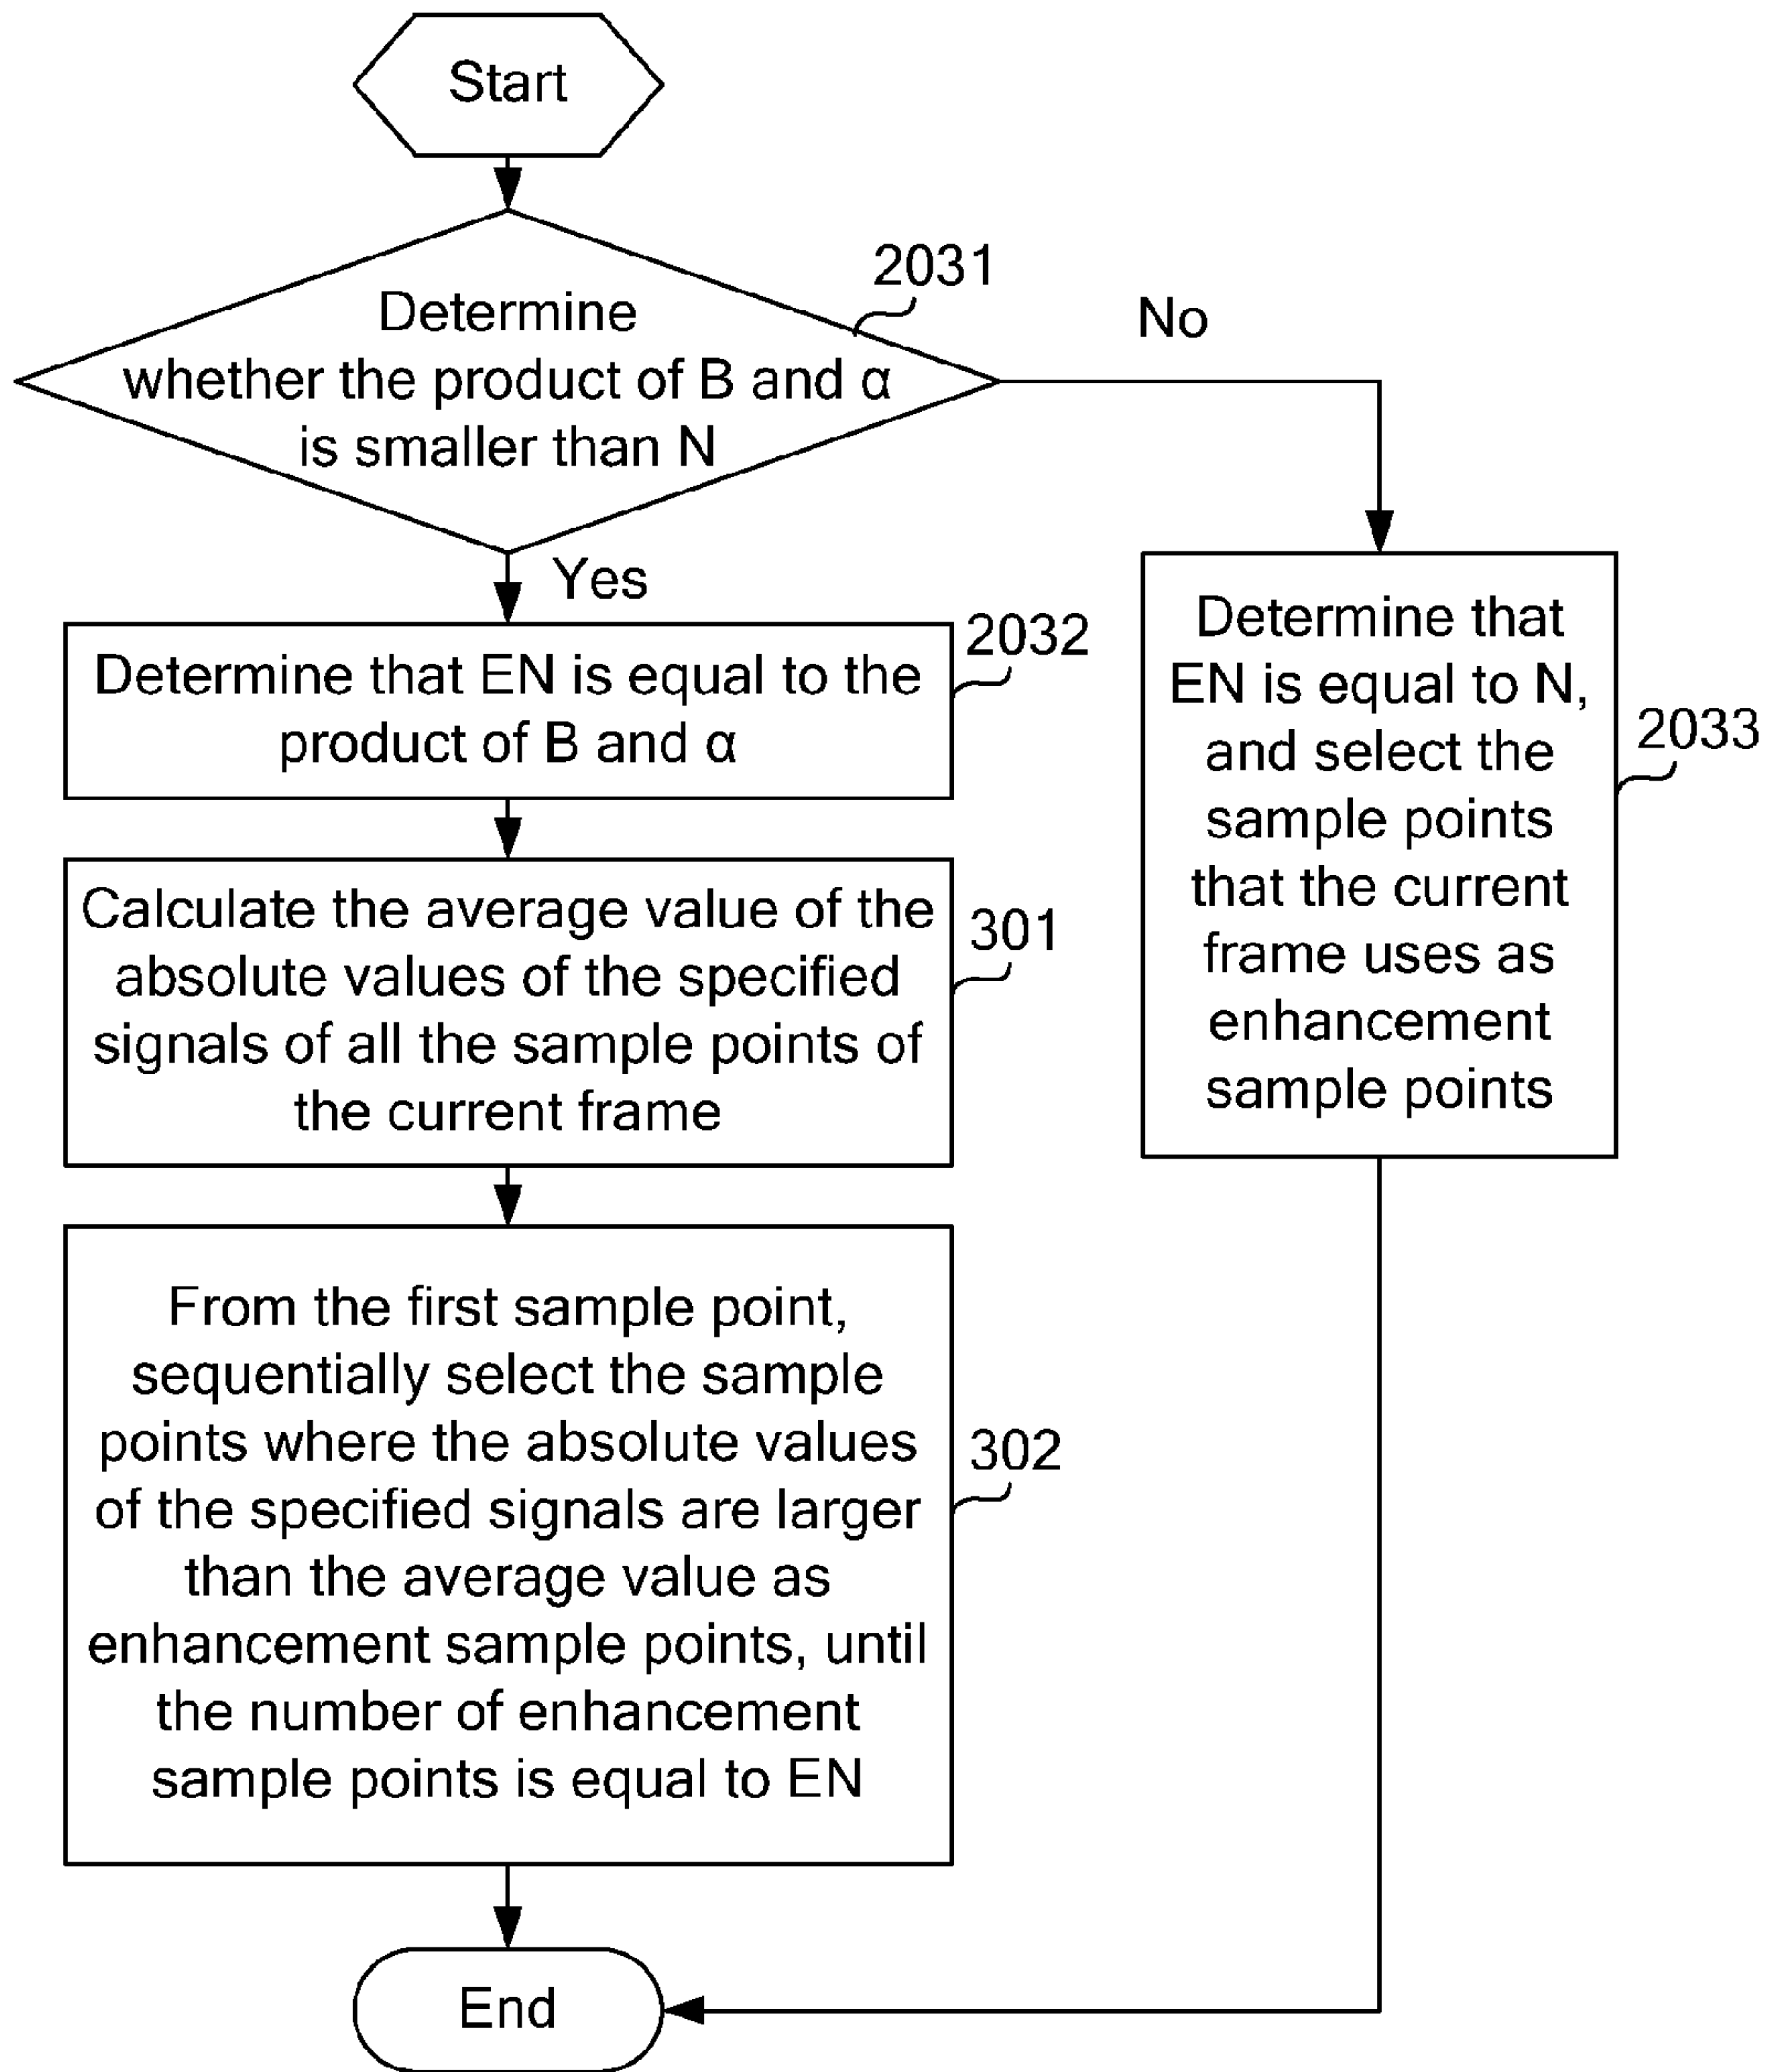 Start
2031
Determine
whether the product of B and α
is smaller than N
No
Yes
2032
Determine that EN is equal to the
product of B and α
Determine that
EN is equal to N,
and select the
sample points
that the current
frame uses as
enhancement
sample points
2033
Calculate the average value of the
absolute values of the specified
signals of all the sample points of
the current frame
301
From the first sample point,
sequentially select the sample
points where the absolute values
of the specified signals are larger
than the average value as
enhancement sample points, until
the number of enhancement
sample points is equal to EN
302
End